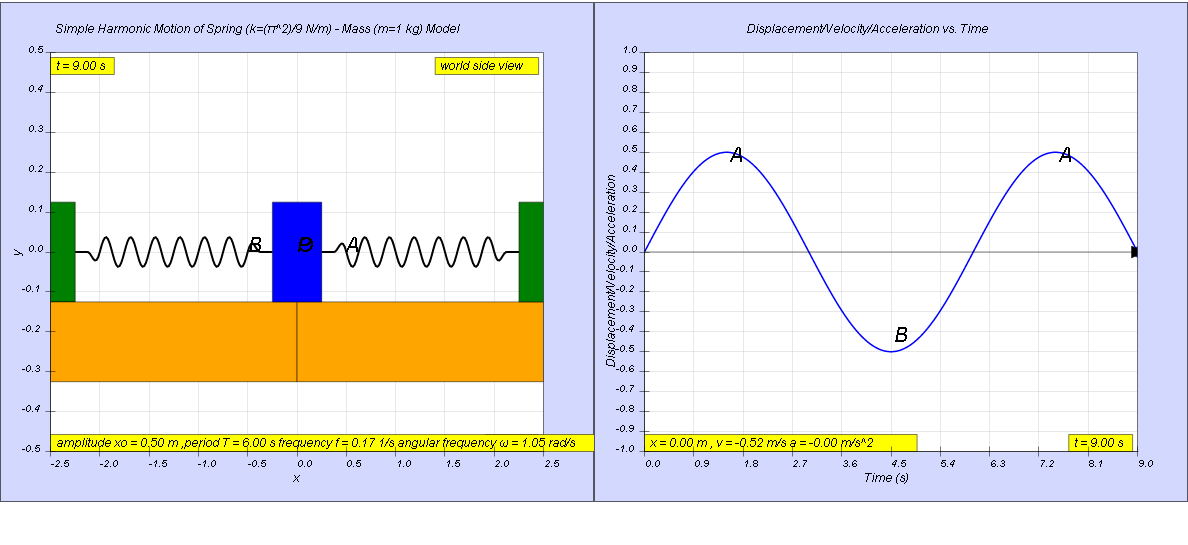 Simple Harmonic Motion of Spring (k=(π^2)/9 N/m) - Mass (m=1 kg) Model
t = 9.00 s
world side view
0.5
0.4
0.3
0.2
0.1
0.0
-0.1
-0.2
-0.3
-0.4
-0.5
y
B
A
amplitude xo = 0.50 m ,period T = 6.00 s frequency f = 0.17 1/s,angular frequency ω = 1.05 rad/s
-2.5 -2.0 -1.5 -1.0 -0.5 0.0 0.5 1.0 1.5 2.0 2.5
x
Displacement/Velocity/Acceleration vs. Time
1.0
0.9
0.8
0.7
0.6
0.5
0.4
0.3
0.2
0.1
0.0
-0.1
-0.2
-0.3
-0.4
-0.5
-0.6
-0.7
-0.8
-0.9
-1.0
Displacement/Velocity/Acceleration
A
A
B
x = 0.00 m , v = -0.52 m/s a = -0.00 m/s^2
t = 9.00 s
0.0 0.9 1.8 2.7 3.6 4.5 5.4 6.3 7.2 8.1 9.0
Time (s)